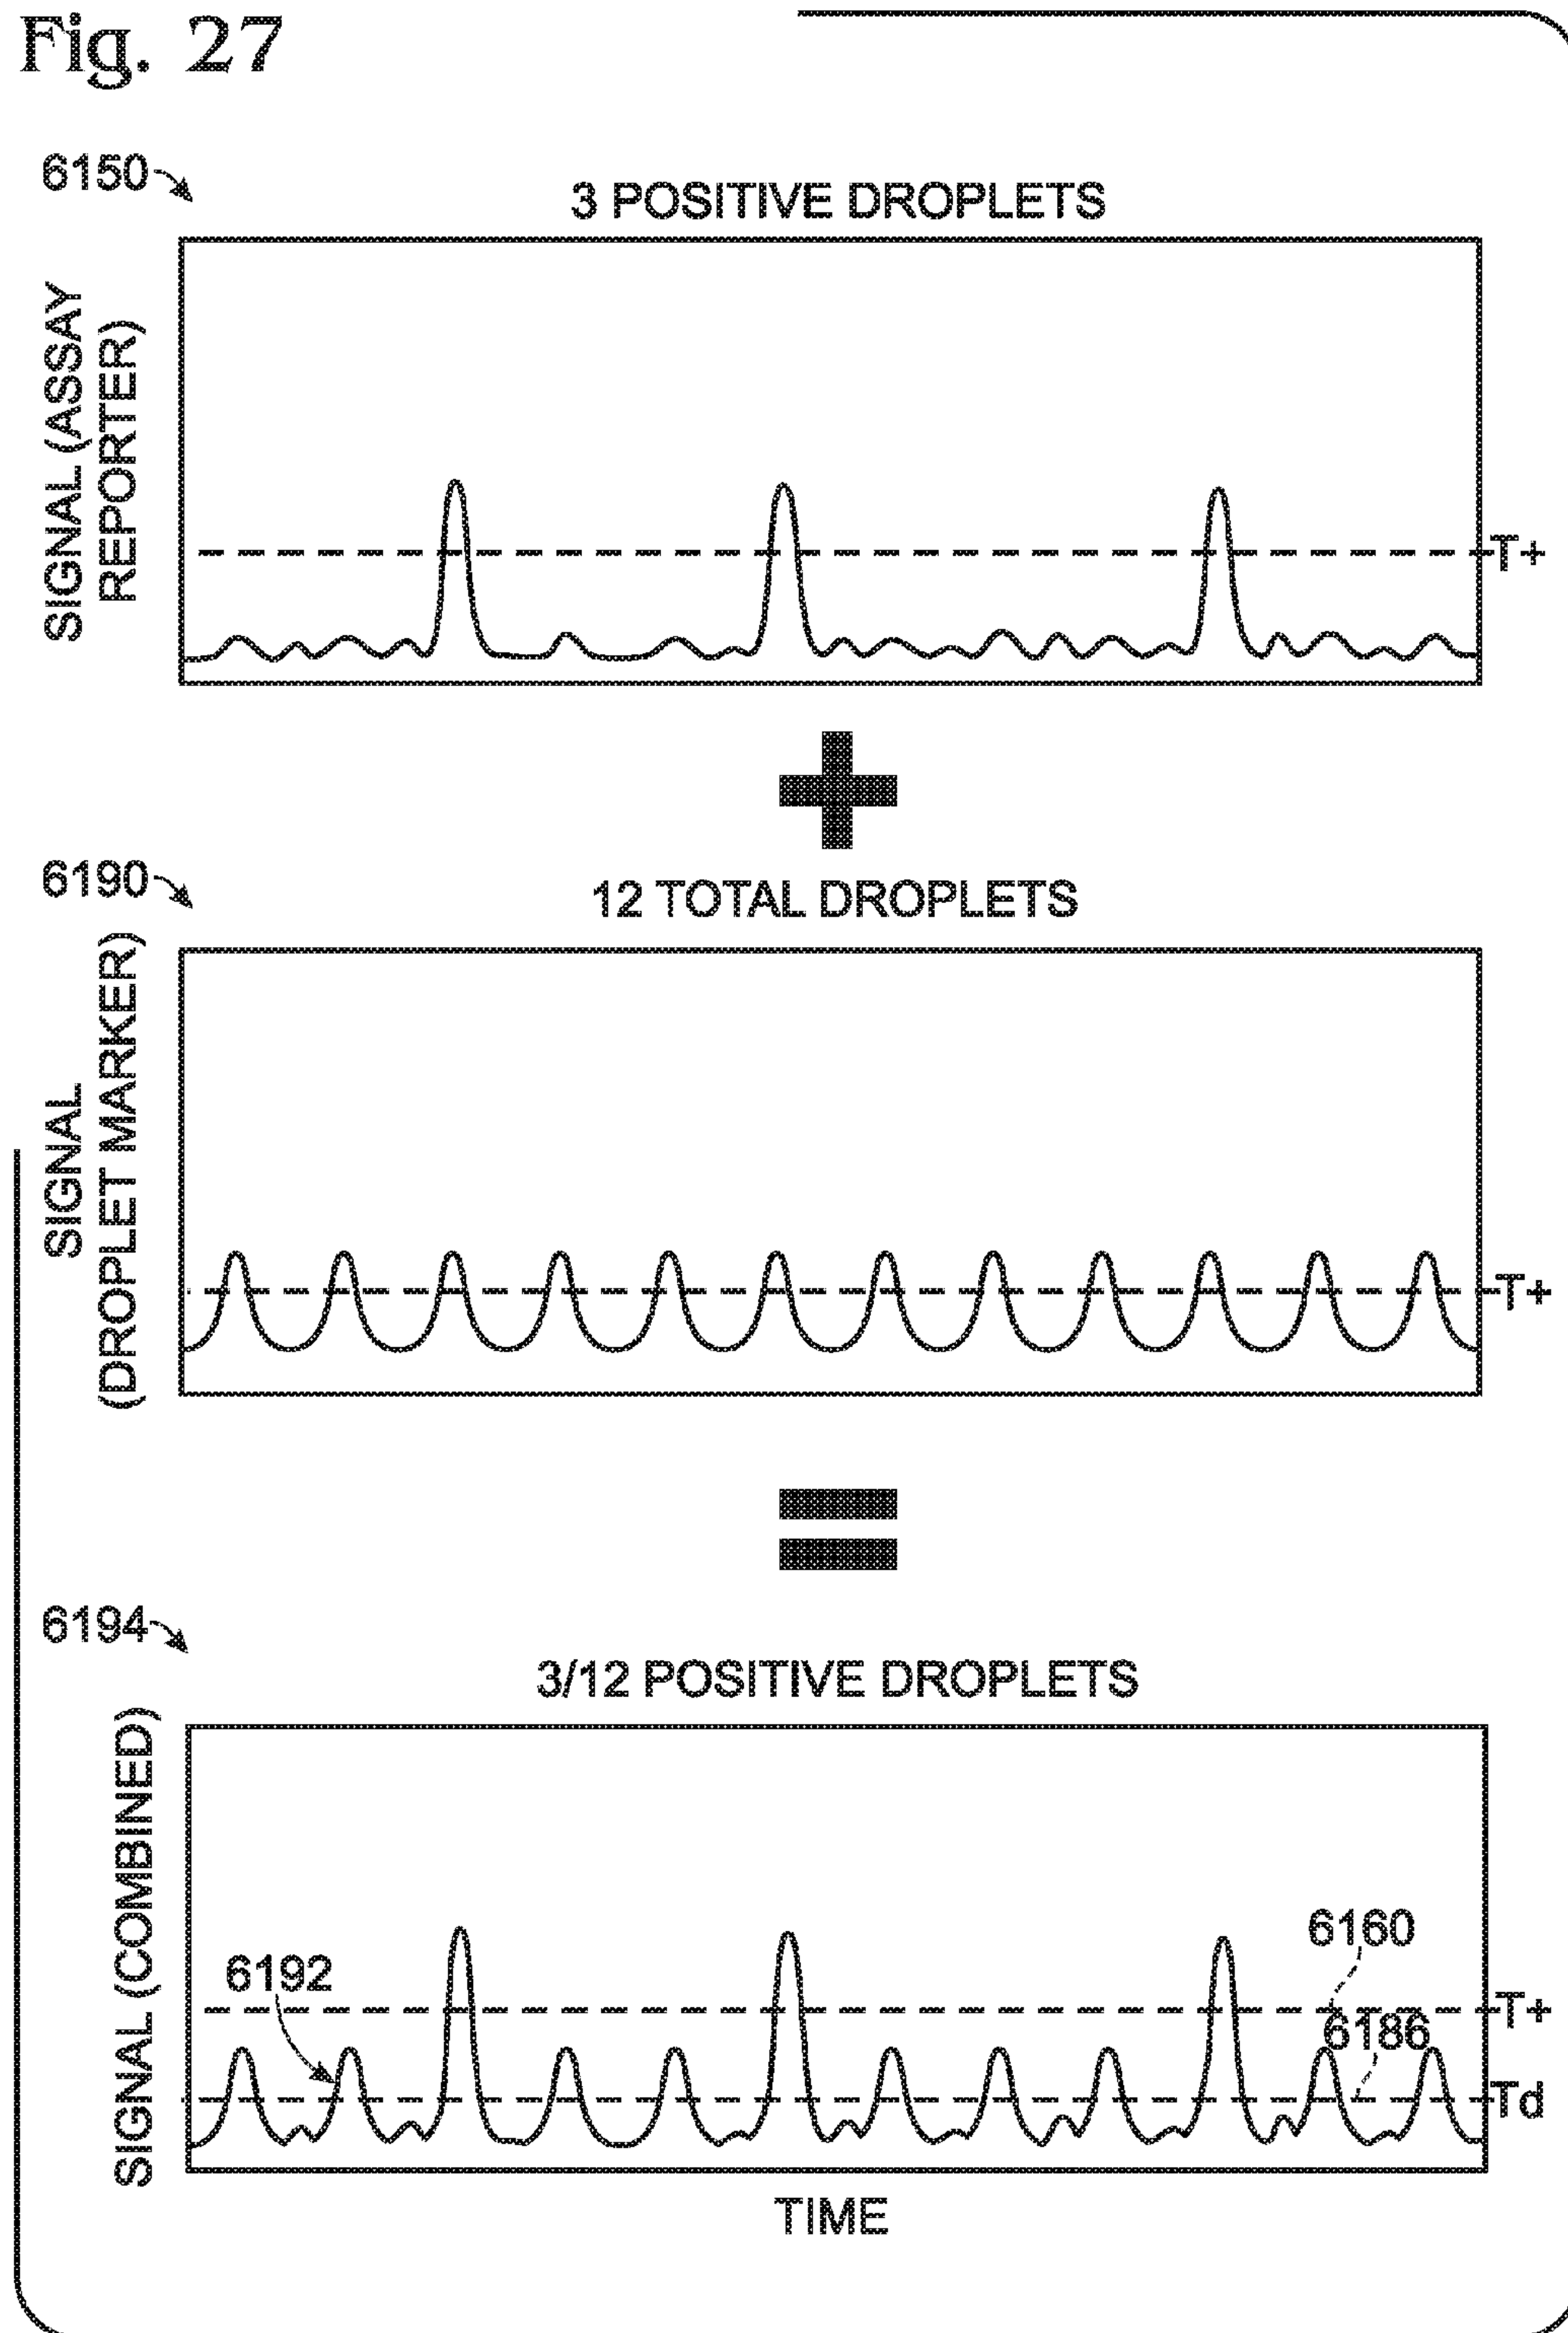 Fig. 27
6150
3 POSITIVE DROPLETS
SIGNAL (ASSAY
REPORTER)
T+
6190
12 TOTAL DROPLETS
SIGNAL
(DROPLET MARKER)
T+
6194
3/12 POSITIVE DROPLETS
SIGNAL (COMBINED)
6192
6160
T+
6186
Td
TIME